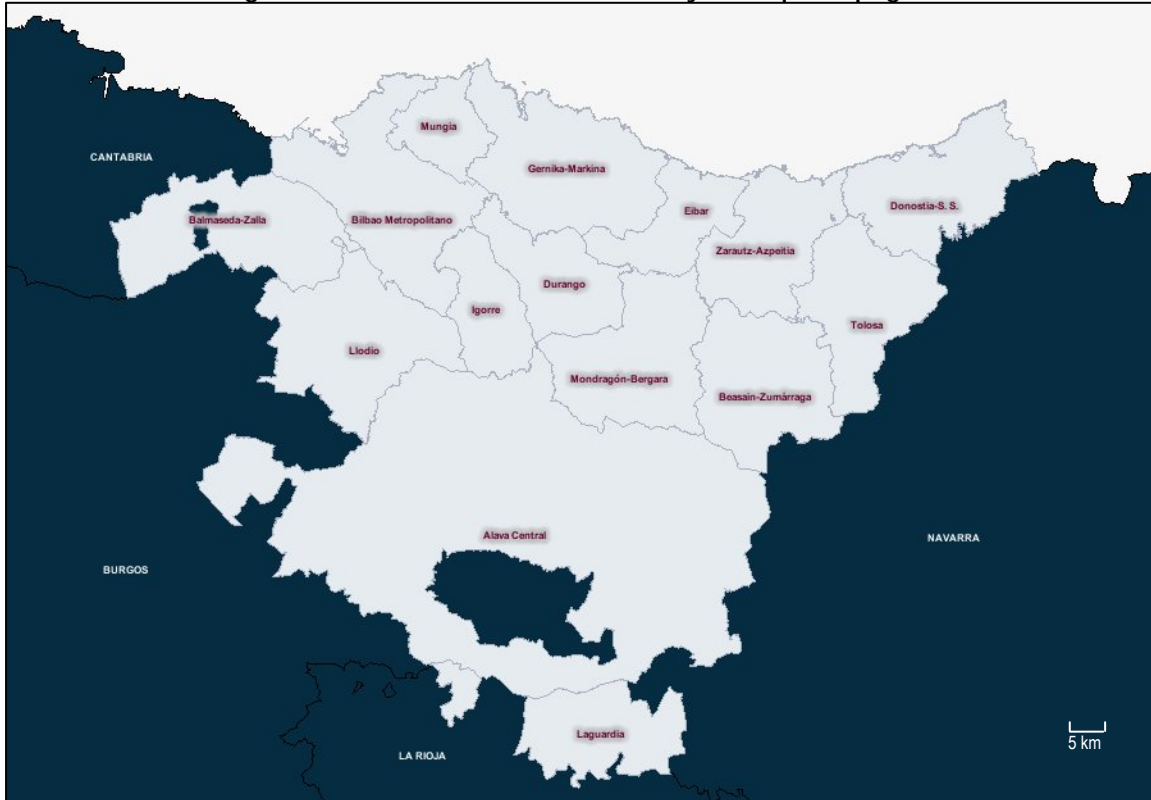 Mungia
CANTABRIA
Gernika-Markina
Donostia-S. S.
Eibar
Balmaseda-Zalla
Bilbao Metropolitano
Zarautz-Azpeitia
Durango
Igorre
Tolosa
Llodio
Mondragón-Bergara
Beasain-Zumárraga
Alava Central
NAVARRA
BURGOS
Laguardia
5 km
LA RIOJA